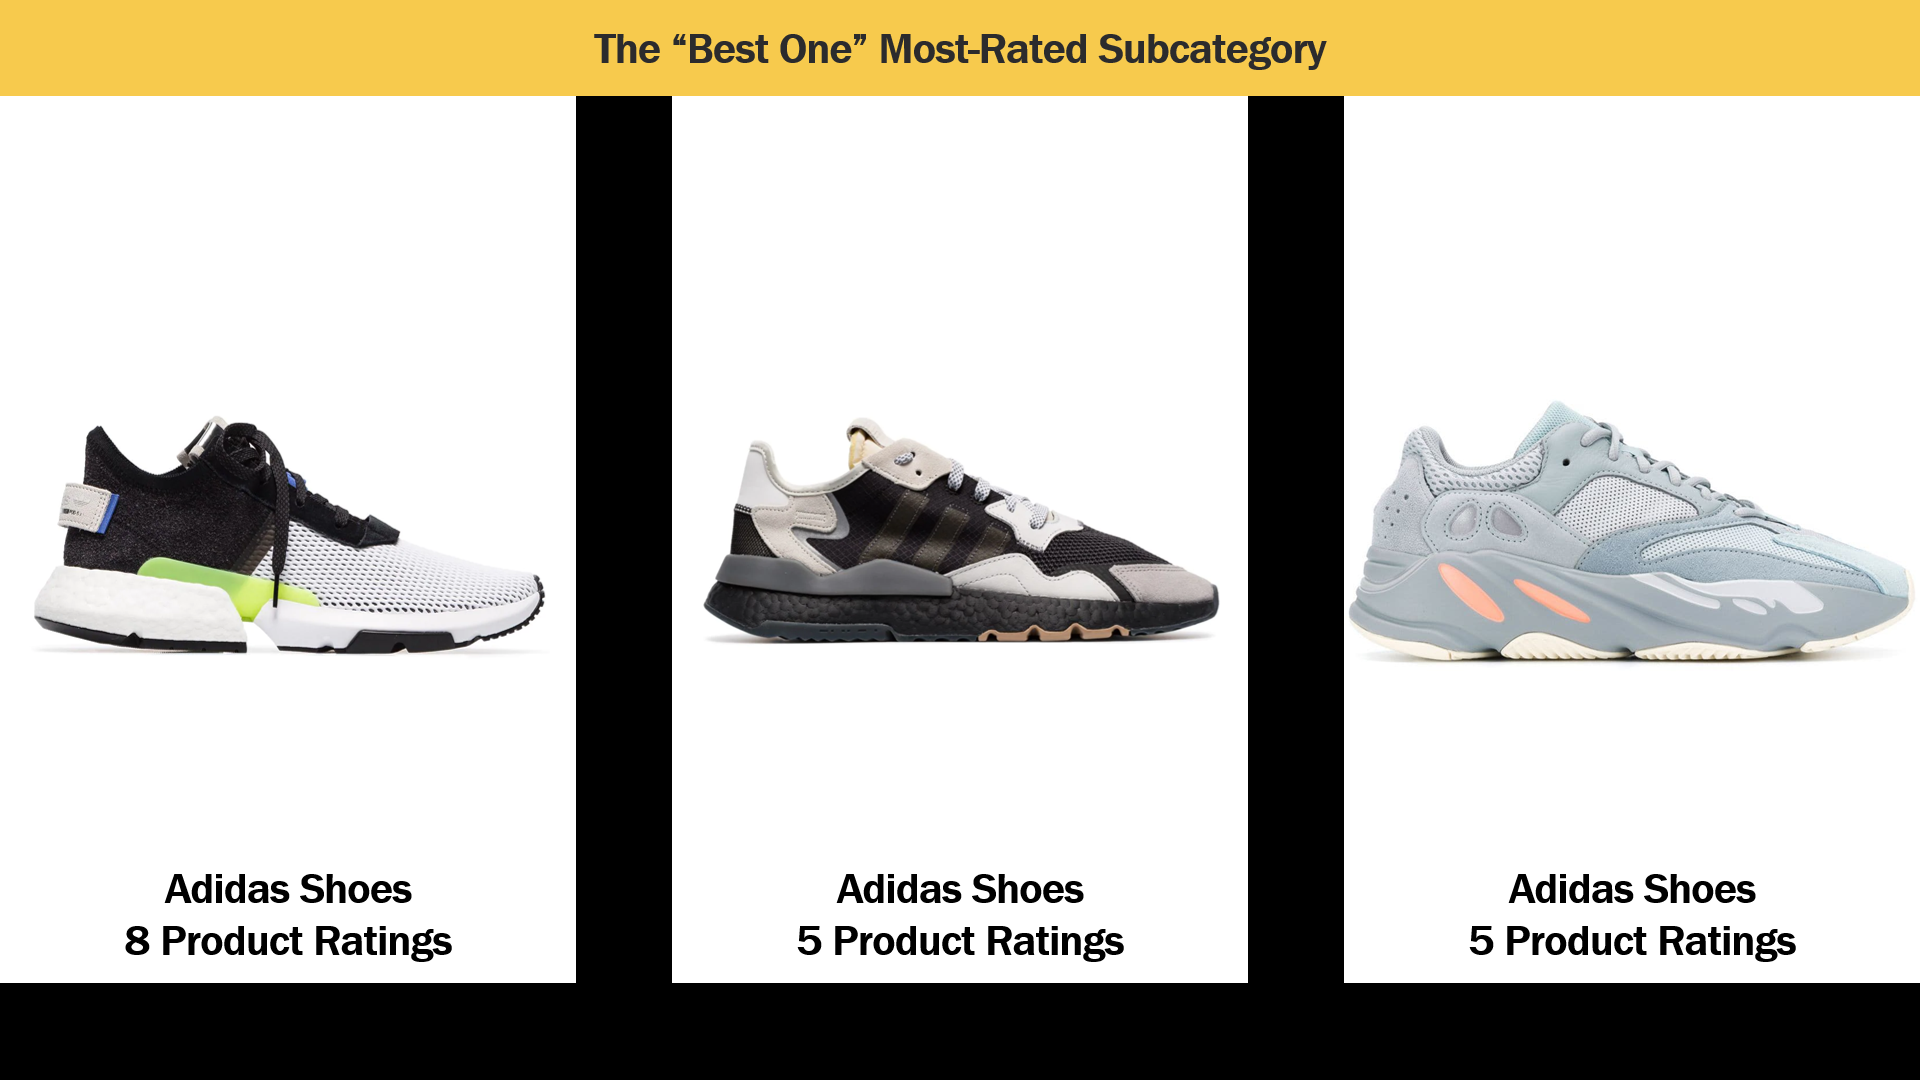 The “Best One” Most-Rated Subcategory
Adidas Shoes
8 Product Ratings
Adidas Shoes
5 Product Ratings
Adidas Shoes
5 Product Ratings